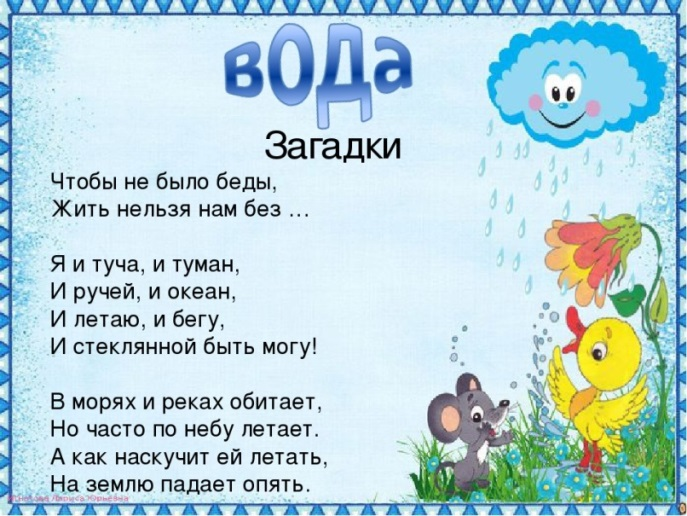 вода
Загадки
Чтобы не было беды,
Жить нельзя нам без …
Я и туча, и туман,
И ручей, и океан,
И летаю, и бегу,
И стеклянной быть могу!
В морях и реках обитает,
Но часто по небу летает.
А как наскучит ей летать,
На землю падает опять.